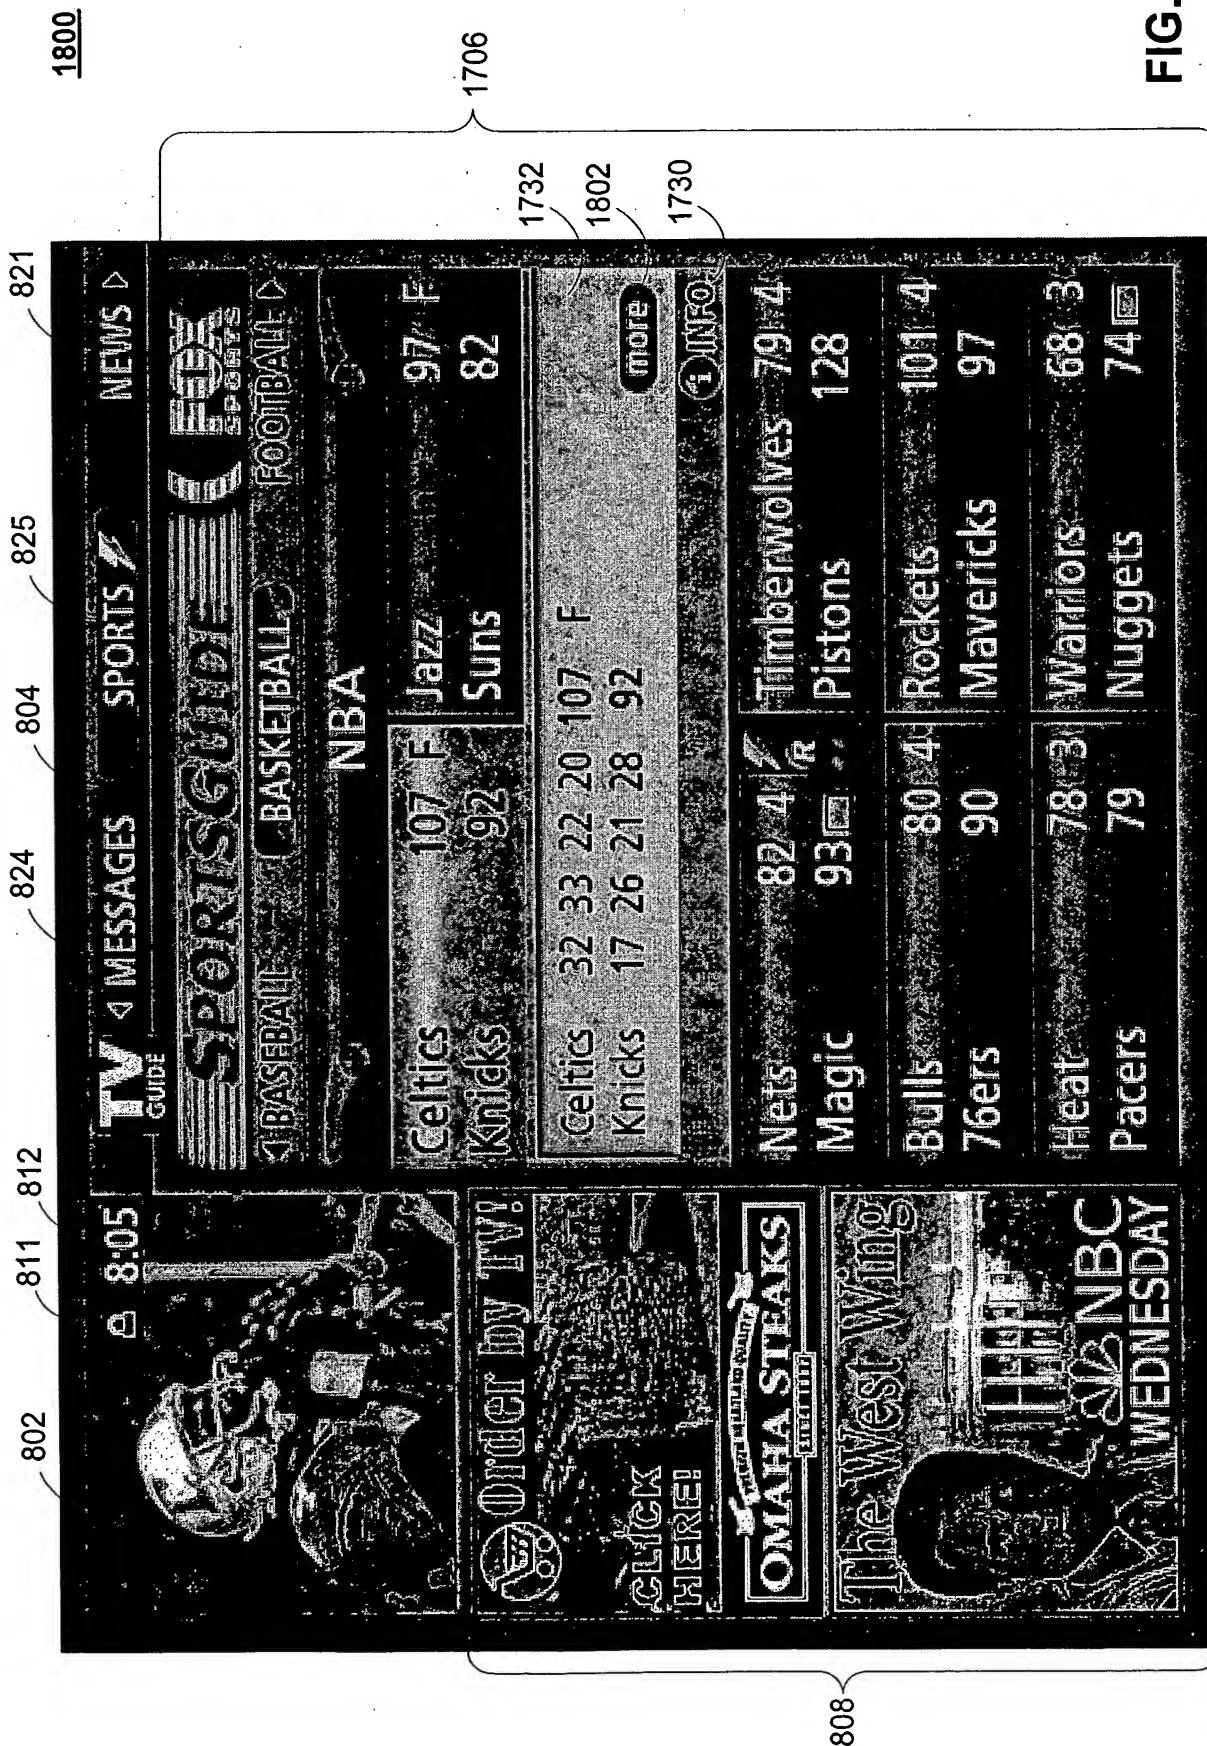 1800
802
811
812
824
804
825
821
8:05
TV
GUIDE
◁ MESSAGES
SPORTS
NEWS ▷
SPORTSGUIDE
FOX
SPORTS
◁ BASEBALL
BASKETBALL
FOOTBALL ▷
NBA
Celtics 107 F
Knicks 92
Jazz 97 F
Suns 82
Celtics 32 33 22 20 107 F
Knicks 17 26 21 28 92
more
i INFO
Nets 82 4
Magic 93 R
Timberwolves 79 4
Pistons 128
Bulls 80 4
76ers 90
Rockets 101 4
Mavericks 97
Heat 78 3
Pacers 79
Warriors 68 3
Nuggets 74
Order by TV!
CLICK
HERE!
OMAHA STEAKS
The West Wing
NBC
WEDNESDAY
1706
1732
1802
1730
808
FIG.